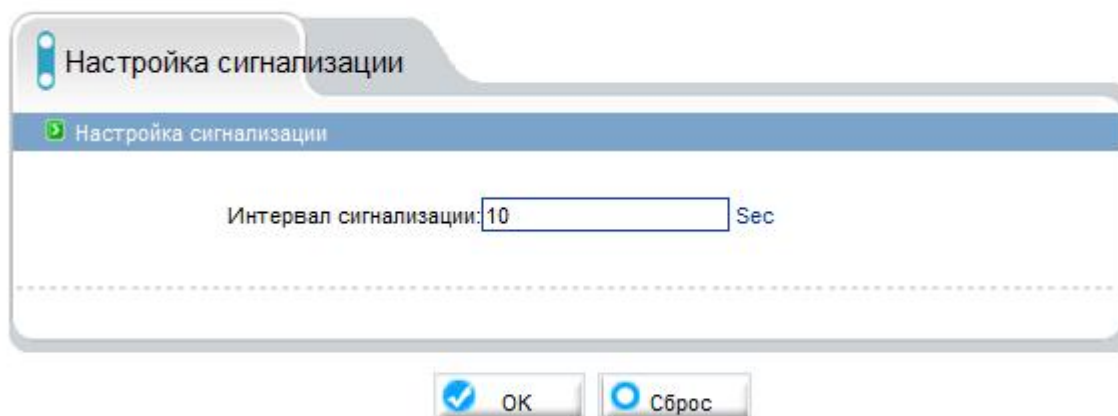 Настройка сигнализации
Настройка сигнализации
Интервал сигнализации: 10 Sec
OK Сброс